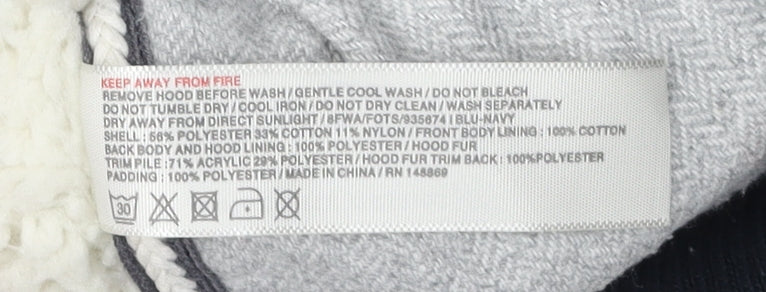 KEEP AWAY FROM FIRE
REMOVE HOOD BEFORE WASH / GENTLE COOL WASH / DO NOT BLEACH
DO NOT TUMBLE DRY / COOL IRON / DO NOT DRY CLEAN / WASH SEPARATELY
DRY AWAY FROM DIRECT SUNLIGHT / 8FWA/FOTS/935674 I BLU-NAVY
SHELL : 56% POLYESTER 33% COTTON 11% NYLON / FRONT BODY LINING : 100% COTTON
BACK BODY AND HOOD LINING : 100% POLYESTER / HOOD FUR
TRIM PILE : 71% ACRYLIC 29% POLYESTER / HOOD FUR TRIM BACK : 100%POLYESTER
PADDING : 100% POLYESTER / MADE IN CHINA / RN 148869
30